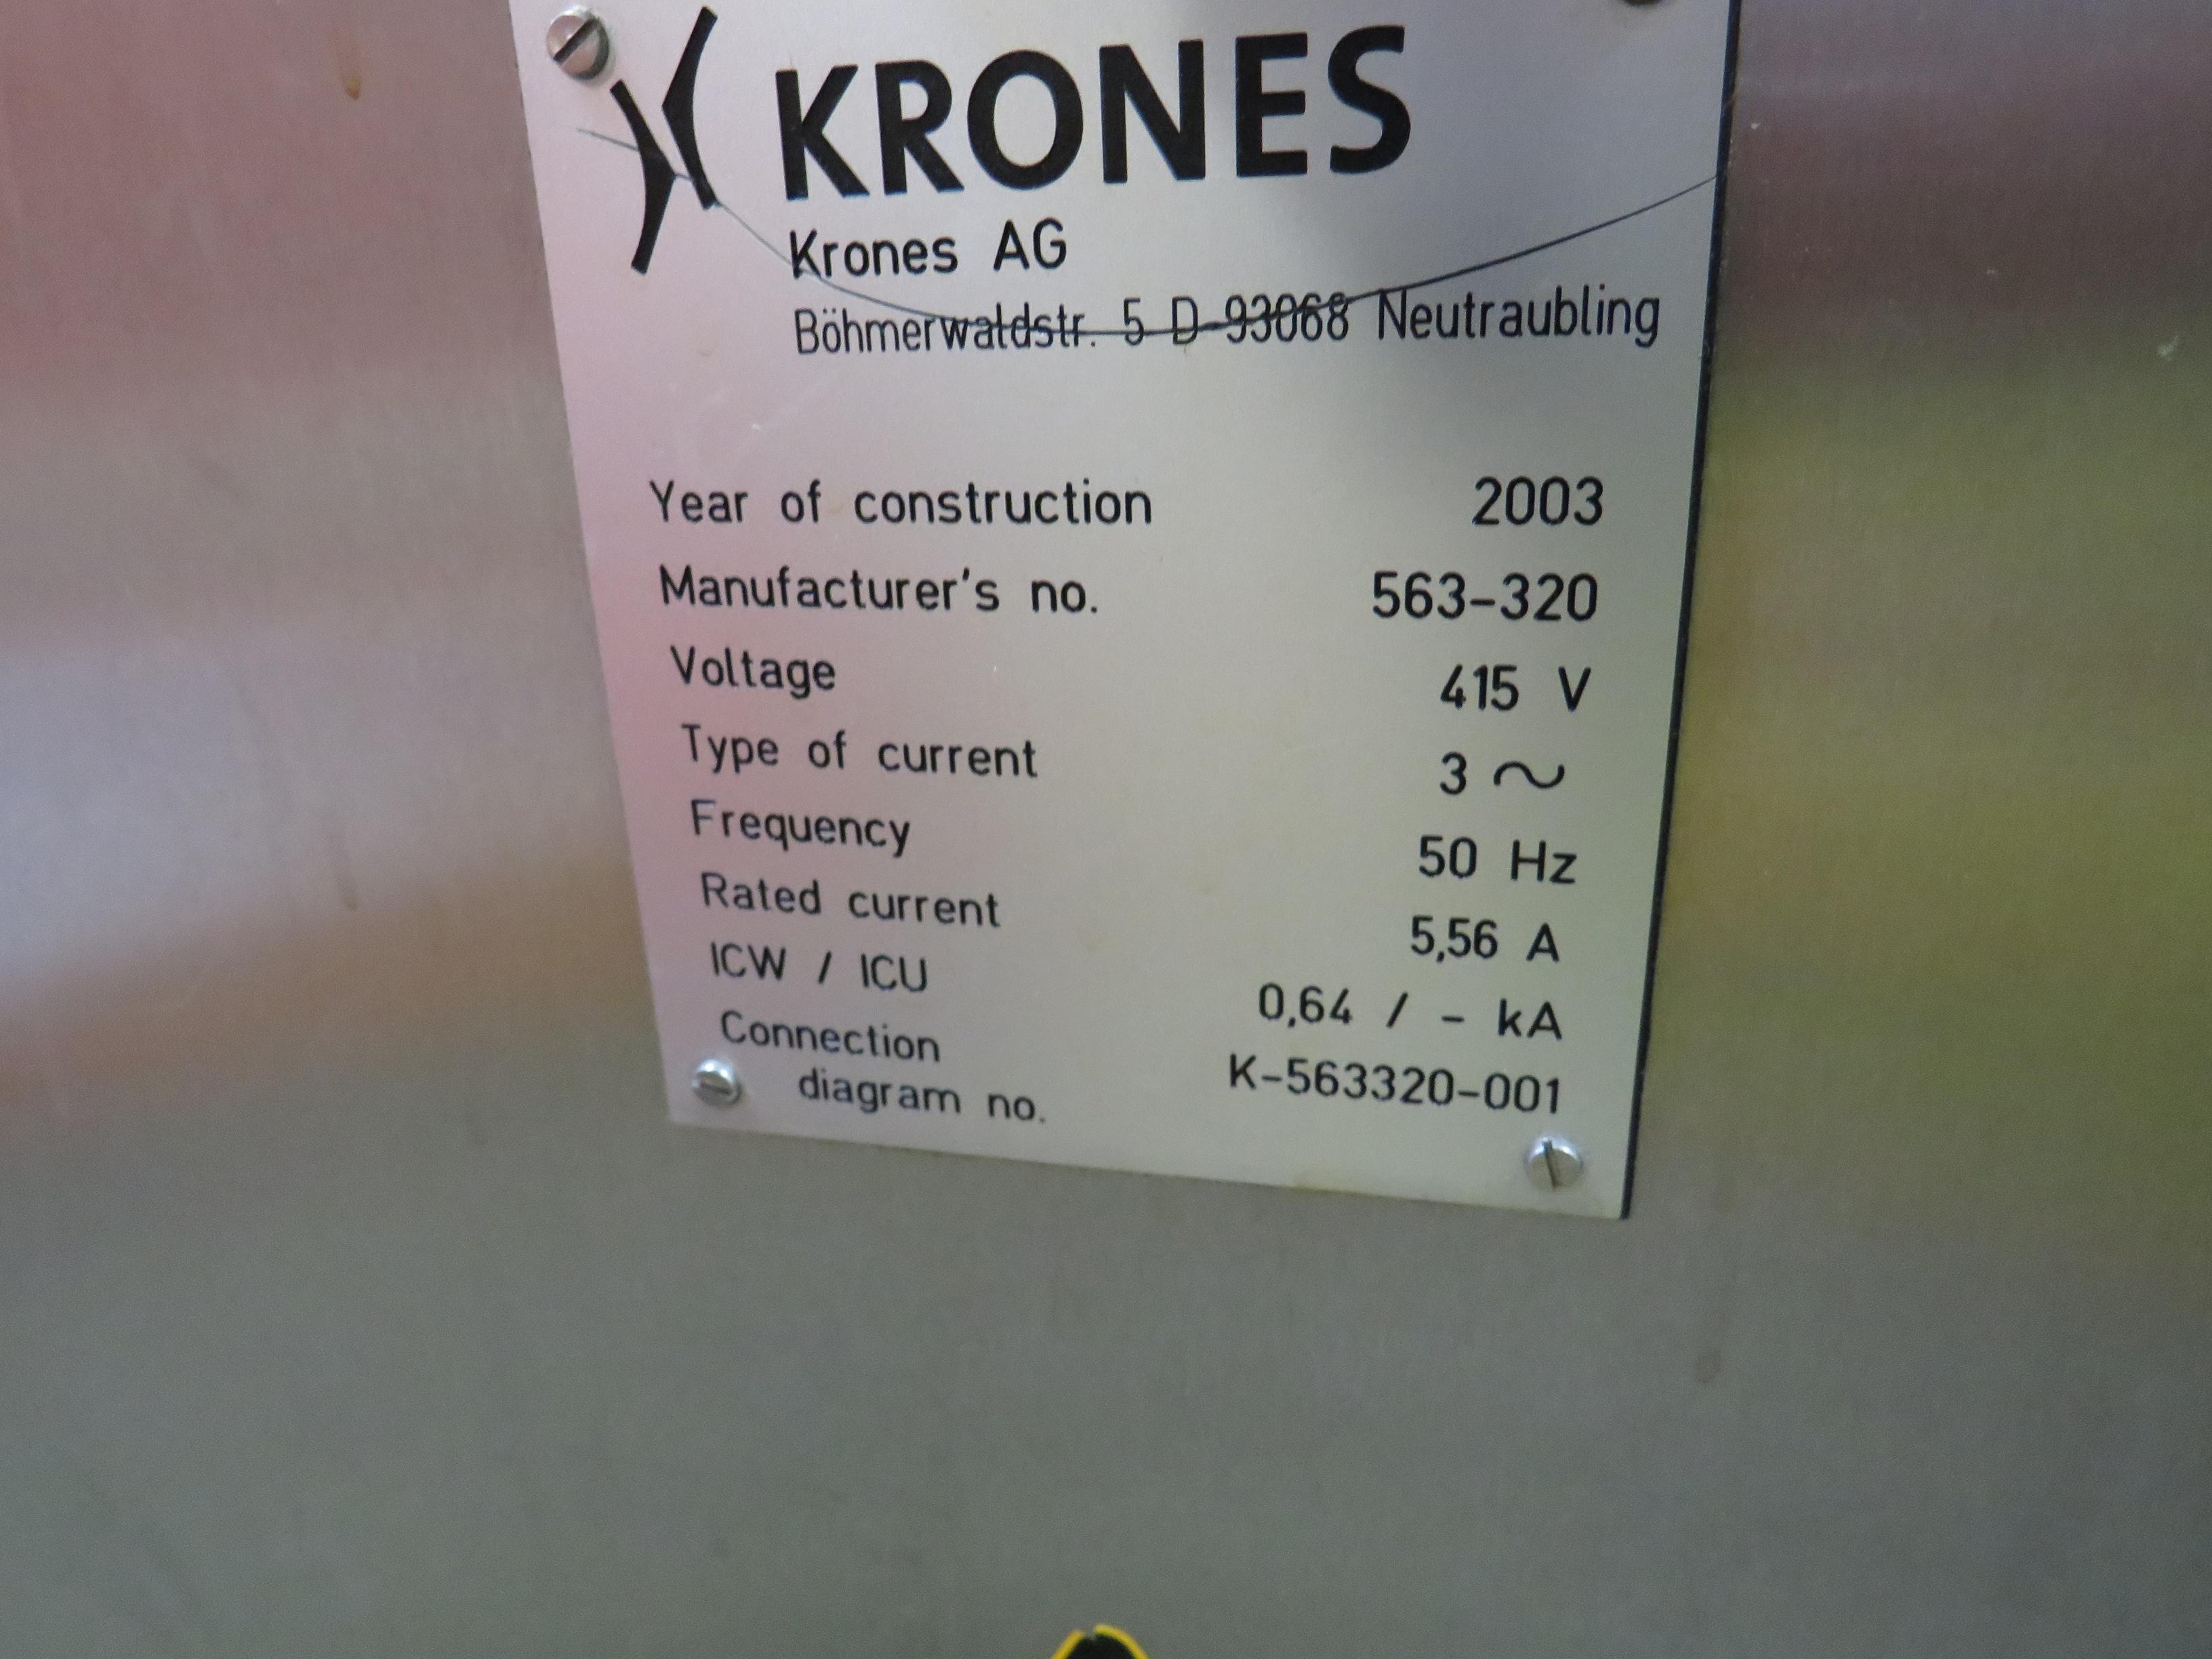 KRONES
Krones AG
Böhmerwaldstr. 5 D-93068 Neutraubling
Year of construction 2003
Manufacturer's no. 563-320
Voltage 415 V
Type of current 3 ~
Frequency 50 Hz
Rated current 5,56 A
ICW / ICU 0,64 / - kA
Connection
diagram no. K-563320-001